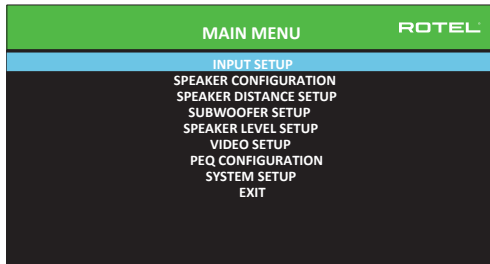 MAIN MENU
ROTEL
INPUT SETUP
SPEAKER CONFIGURATION
SPEAKER DISTANCE SETUP
SUBWOOFER SETUP
SPEAKER LEVEL SETUP
VIDEO SETUP
PEQ CONFIGURATION
SYSTEM SETUP
EXIT